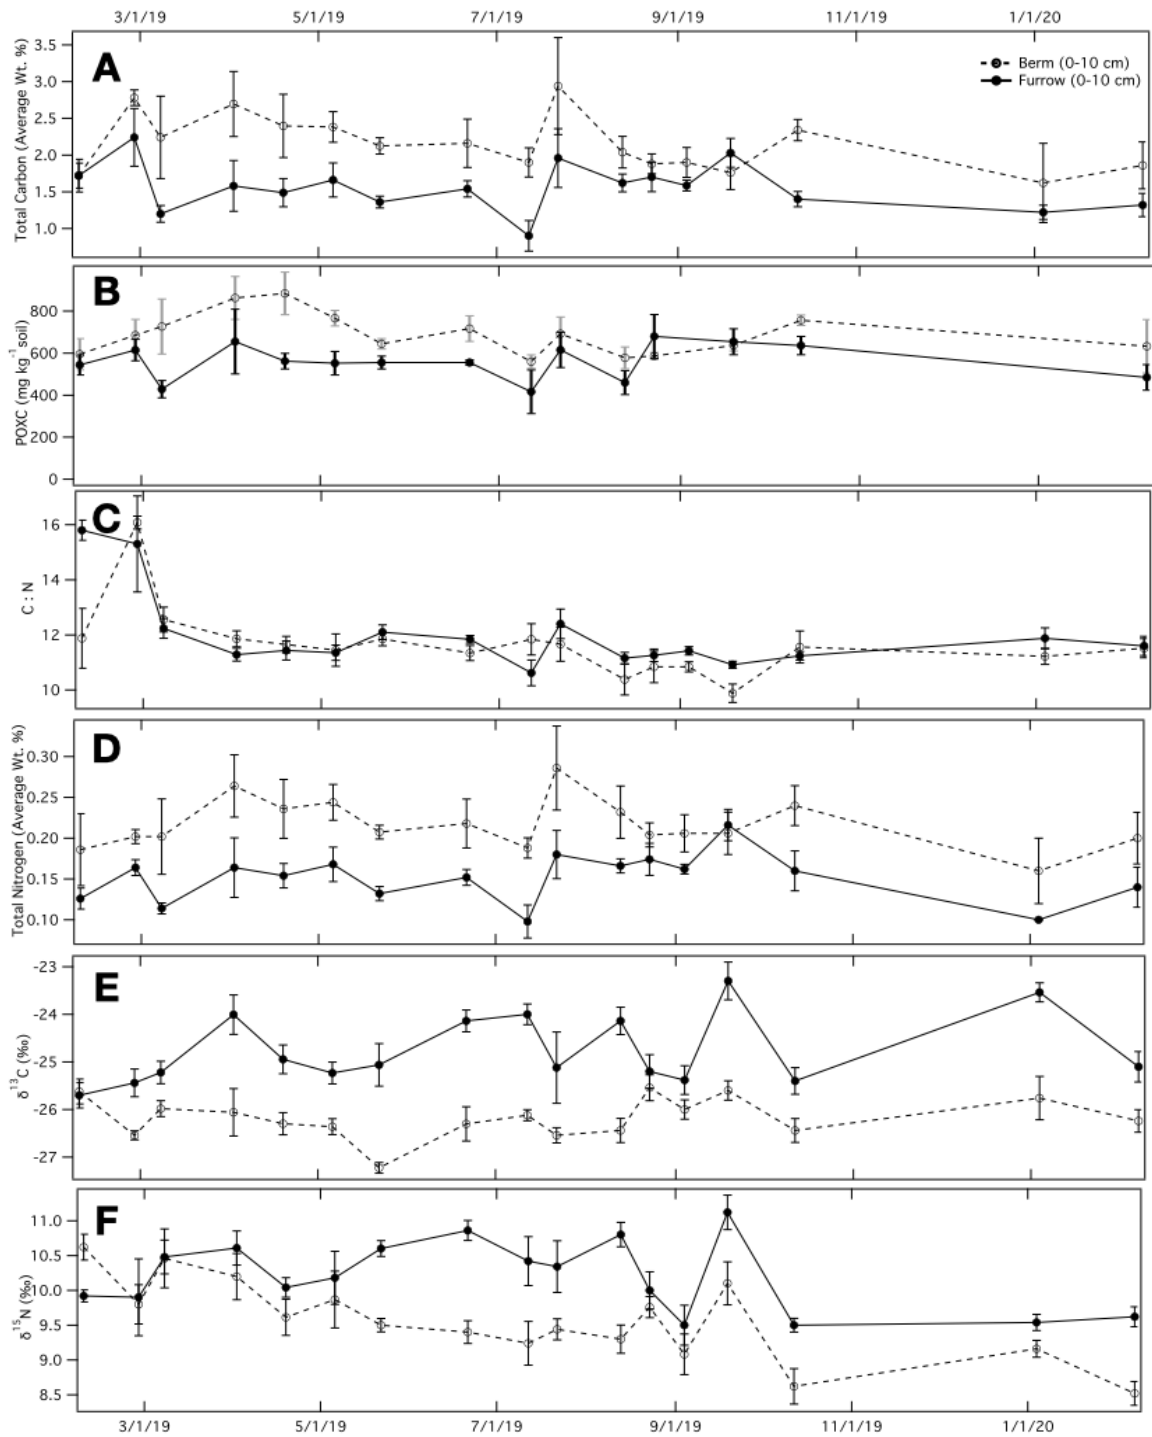 3/1/19 5/1/19 7/1/19 9/1/19 11/1/19 1/1/20
A
Berm (0-10 cm)
Furrow (0-10 cm)
Total Carbon (Average Wt. %)
3.5
3.0
2.5
2.0
1.5
1.0
B
POXC (mg kg⁻¹ soil)
800
600
400
200
0
C
C : N
16
14
12
10
D
Total Nitrogen (Average Wt. %)
0.30
0.25
0.20
0.15
0.10
E
δ¹³C (‰)
-23
-24
-25
-26
-27
F
δ¹⁵N (‰)
11.0
10.5
10.0
9.5
9.0
8.5
3/1/19 5/1/19 7/1/19 9/1/19 11/1/19 1/1/20